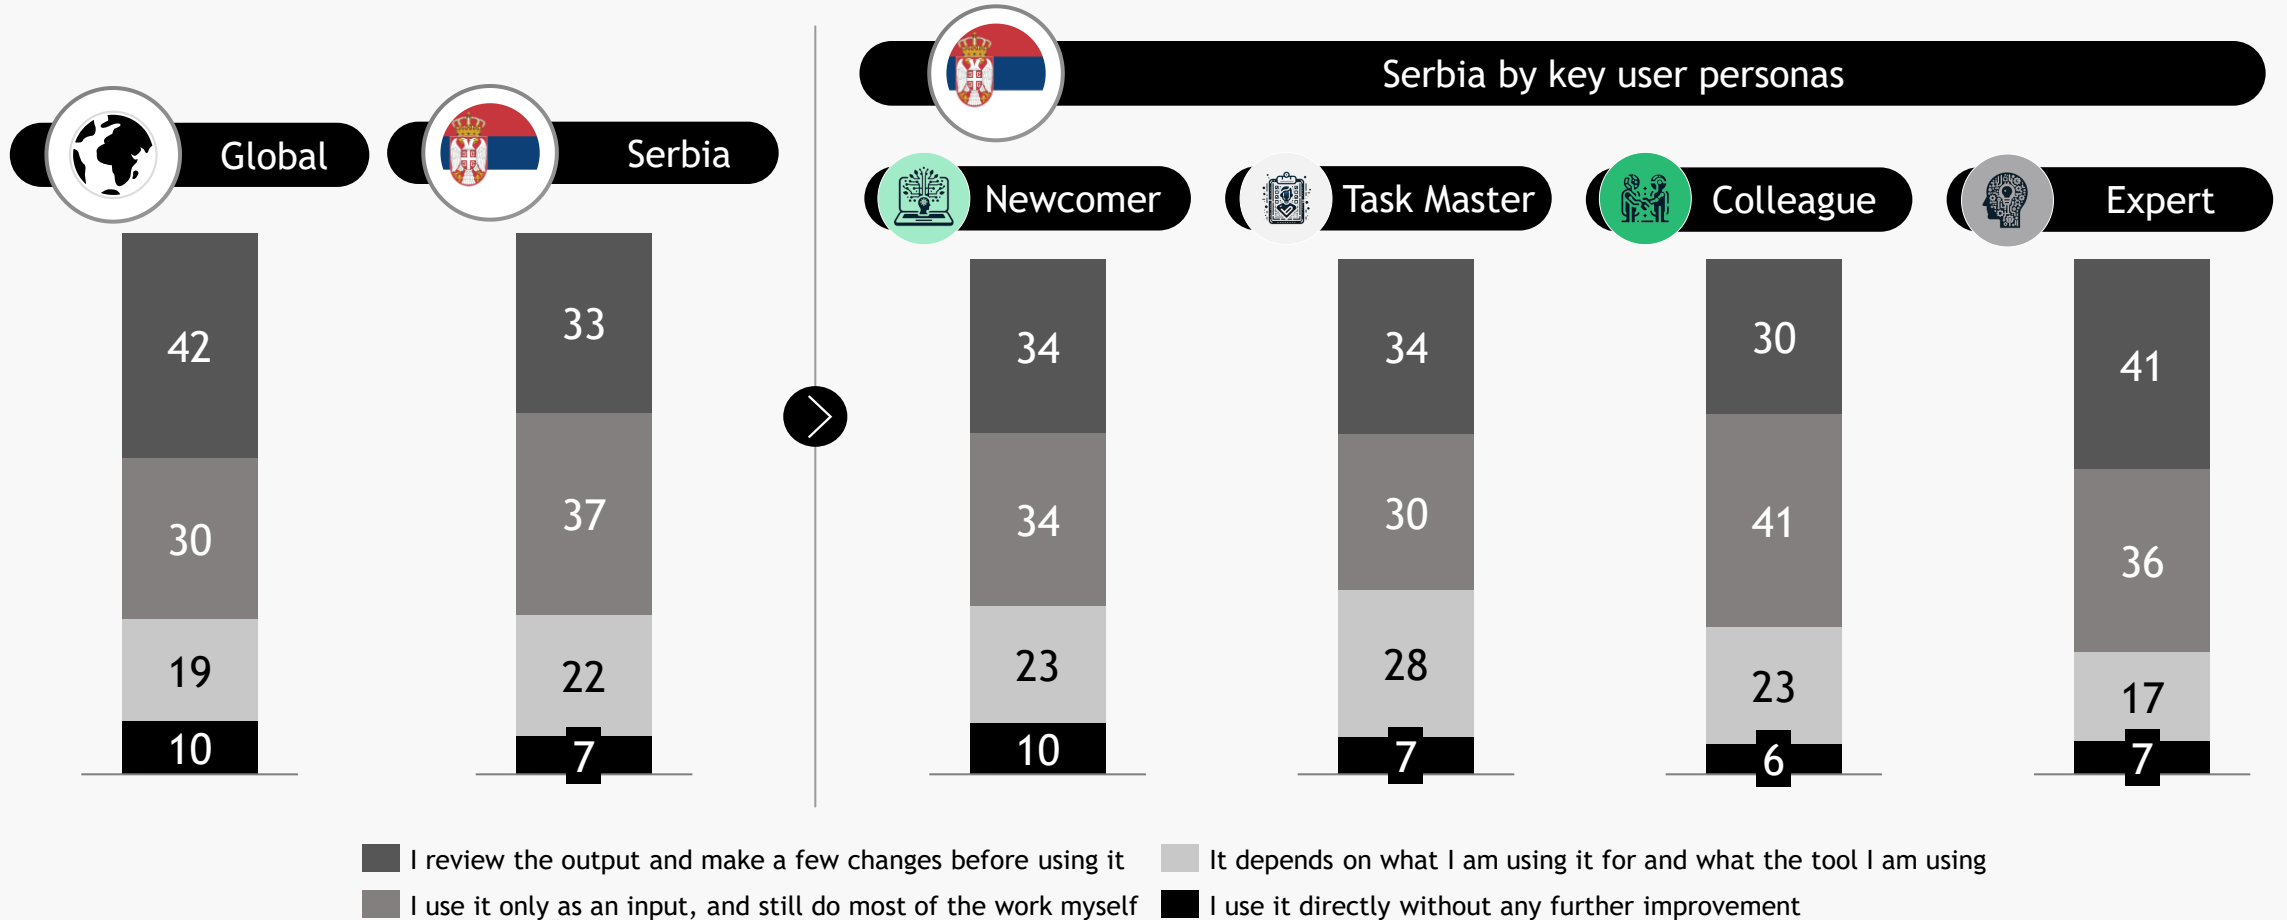 Serbia by key user personas
Global
Serbia
Newcomer
Task Master
Colleague
Expert
42
30
19
10
33
37
22
7
34
34
23
10
34
30
28
7
30
41
23
6
41
36
17
7
I review the output and make a few changes before using it
It depends on what I am using it for and what the tool I am using
I use it only as an input, and still do most of the work myself
I use it directly without any further improvement